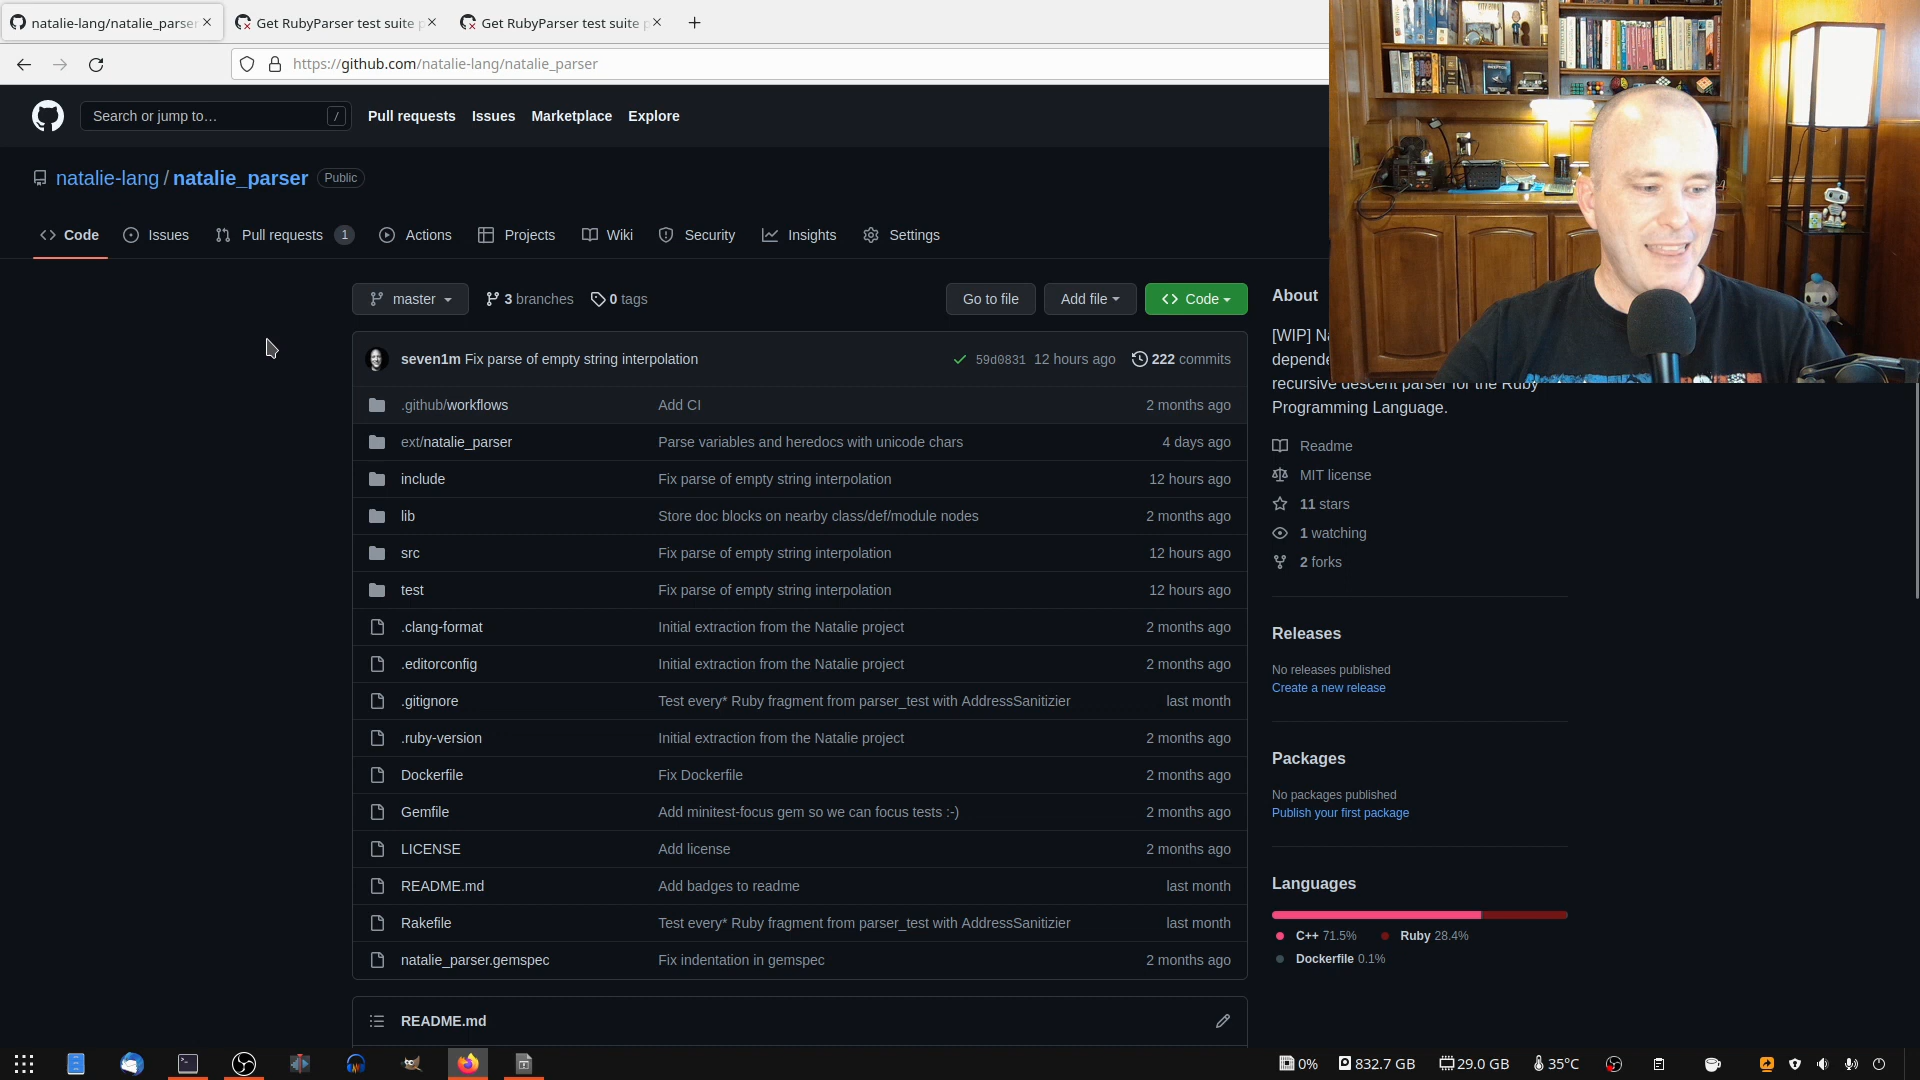 natalie-lang/natalie_parser
Get RubyParser test suite p
Get RubyParser test suite p
https://github.com/natalie-lang/natalie_parser
Search or jump to…
/
Pull requests
Issues
Marketplace
Explore
natalie-lang / natalie_parser
Public
Code
Issues
Pull requests 1
Actions
Projects
Wiki
Security
Insights
Settings
master
3 branches
0 tags
Go to file
Add file
Code
seven1m Fix parse of empty string interpolation
59d0831 12 hours ago
222 commits
.github/workflows Add CI 2 months ago
ext/natalie_parser Parse variables and heredocs with unicode chars 4 days ago
include Fix parse of empty string interpolation 12 hours ago
lib Store doc blocks on nearby class/def/module nodes 2 months ago
src Fix parse of empty string interpolation 12 hours ago
test Fix parse of empty string interpolation 12 hours ago
.clang-format Initial extraction from the Natalie project 2 months ago
.editorconfig Initial extraction from the Natalie project 2 months ago
.gitignore Test every* Ruby fragment from parser_test with AddressSanitizier last month
.ruby-version Initial extraction from the Natalie project 2 months ago
Dockerfile Fix Dockerfile 2 months ago
Gemfile Add minitest-focus gem so we can focus tests :-) 2 months ago
LICENSE Add license 2 months ago
README.md Add badges to readme last month
Rakefile Test every* Ruby fragment from parser_test with AddressSanitizier last month
natalie_parser.gemspec Fix indentation in gemspec 2 months ago
README.md
About
[WIP] Na
depende
recursive descent parser for the Ruby
Programming Language.
Readme
MIT license
11 stars
1 watching
2 forks
Releases
No releases published
Create a new release
Packages
No packages published
Publish your first package
Languages
C++ 71.5%
Ruby 28.4%
Dockerfile 0.1%
0%
832.7 GB
29.0 GB
35°C